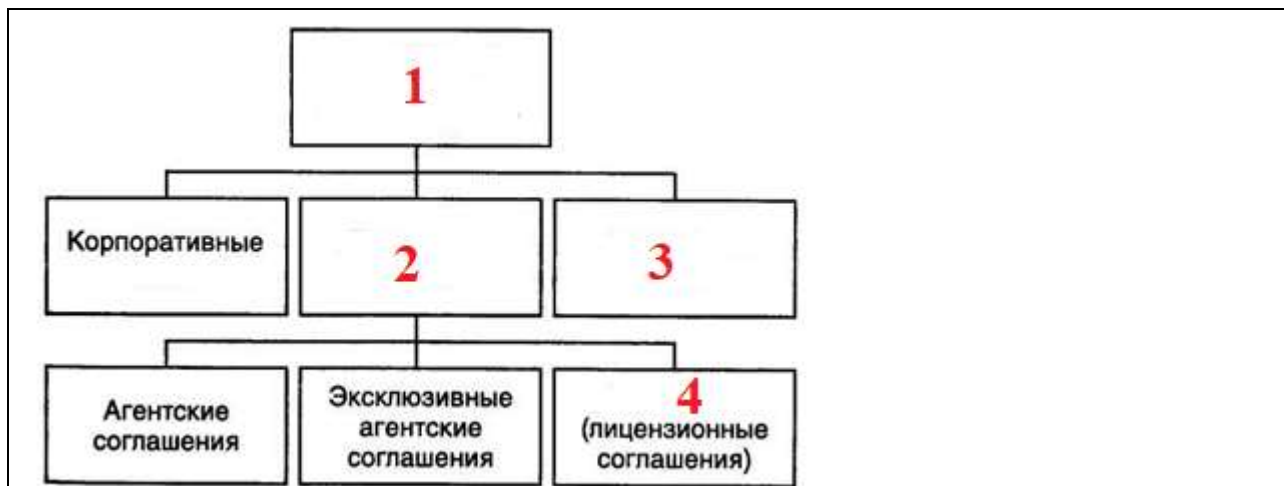 1
Корпоративные
2
3
Агентские
соглашения
Эксклюзивные
агентские
соглашения
4
(лицензионные
соглашения)